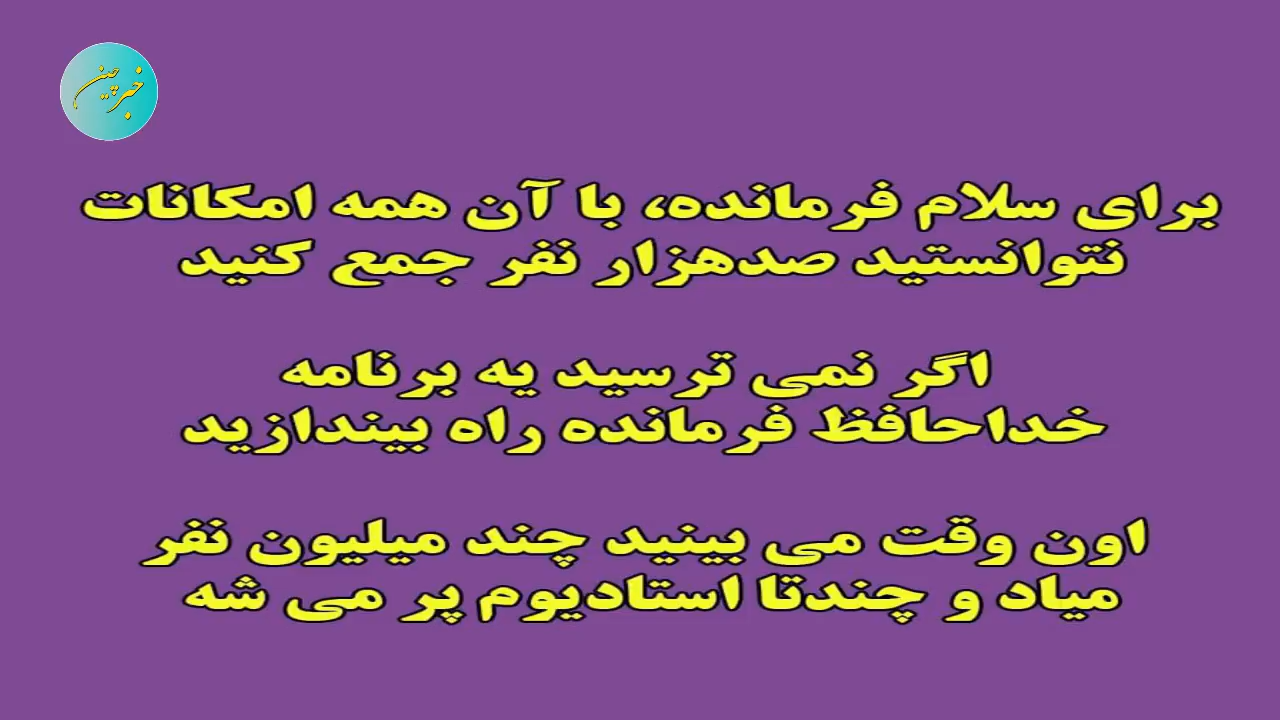 خبرچین
برای سلام فرمانده، با آن همه امکانات
نتوانستید صدهزار نفر جمع کنید
اگر نمی ترسید یه برنامه
خداحافظ فرمانده راه بیندازید
اون وقت می بینید چند میلیون نفر
میاد و چندتا استادیوم پر می شه